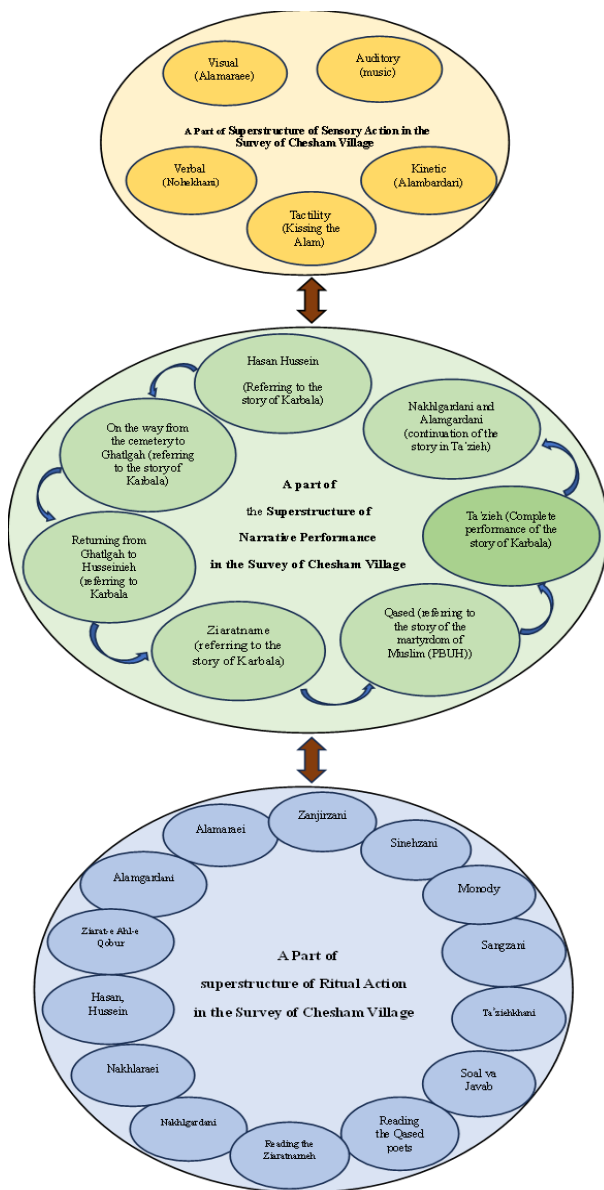 Visual
(Alamaraee)
Auditory
(music)
A Part of Superstructure of Sensory Action in the
Survey of Chesham Village
Verbal
(Nohekhani)
Kinetic
(Alambardari)
Tactility
(Kissing the
Alam)
Hasan Hussein
(Referring to the
story of Karbala)
On the way from
the cemetery to
Ghatlgah (referring
to the story of
Karbala)
Returning from
Ghatlgah to
Husseinieh
(referring to
Karbala
Ziaratname
(referring to the
story of Karbala)
Qased (referring to
the story of the
martyrdom of
Muslim (PBUH))
Ta'zieh (Complete
performance of the
story of Karbala)
Nakhlgardani and
Alamgardani
(continuation of the
story in Ta'zieh)
A part of
the Superstructure of
Narrative Performance
in the Survey of Chesham Village
Zanjirzani
Sinehzani
Monody
Sangzani
Ta'ziehkhani
Soal va
Javab
Reading
the Qased
poets
Reading the
Ziaratnameh
Nakhlgardani
Nakhlaraei
Hasan,
Hussein
Ziarat-e Ahl-e
Qobur
Alamgardani
Alamaraei
A Part of
superstructure of Ritual Action
in the Survey of Chesham Village